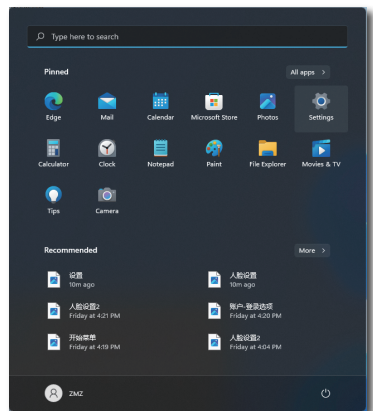 Type here to search
Pinned
All apps >
Edge
Mail
Calendar
Microsoft Store
Photos
Settings
Calculator
Clock
Notepad
Paint
File Explorer
Movies & TV
Tips
Camera
Recommended
More >
设置
10m ago
人脸设置
10m ago
人脸设置2
Friday at 4:21 PM
账户-登录选项
Friday at 4:20 PM
开始菜单
Friday at 4:19 PM
人脸设置2
Friday at 4:04 PM
ZMZ